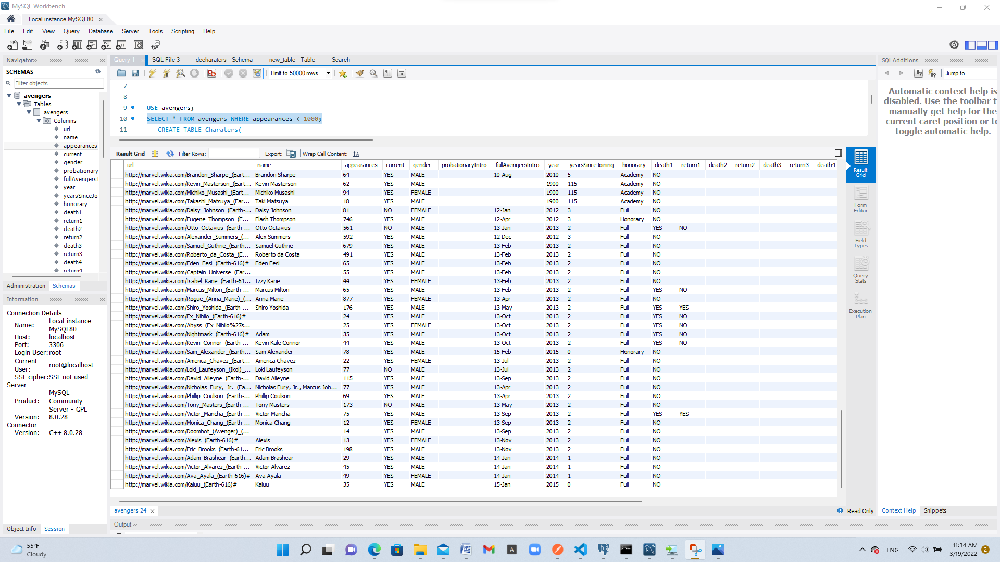 MySQL Workbench
Local instance MySQL80
File Edit View Query Database Server Tools Scripting Help
Navigator
SCHEMAS
Filter objects
avengers
Tables
avengers
Columns
url
name
appearances
current
gender
probationary
fullAvengersI
year
yearsSinceJo
honorary
death1
return1
death2
return2
death3
return3
death4
return4
Administration Schemas
Information
Connection Details
Name: Local instance MySQL80
Host: localhost
Port: 3306
Login User: root
Current User: root@localhost
SSL cipher: SSL not used
Server
Product: MySQL Community Server - GPL
Version: 8.0.28
Connector
Version: C++ 8.0.28
Object Info Session
Query 1 SQL File 3 dccharaters - Schema new_table - Table Search
Limit to 50000 rows
7
8
9 USE avengers;
10 SELECT * FROM avengers WHERE appearances < 1000;
11 -- CREATE TABLE Charaters(
Result Grid Filter Rows: Export: Wrap Cell Content:
url name appearances current gender probationaryIntro fullAvengersIntro year yearsSinceJoining honorary death1 return1 death2 return2 death3 return3 death4
http://marvel.wikia.com/Brandon_Sharpe_(Eart... Brandon Sharpe 64 YES MALE 10-Aug 2010 5 Academy NO
http://marvel.wikia.com/Kevin_Masterson_(Eart... Kevin Masterson 62 YES MALE 1900 115 Academy NO
http://marvel.wikia.com/Michiko_Musashi_(Eart... Michiko Musashi 94 YES FEMALE 1900 115 Academy NO
http://marvel.wikia.com/Takashi_Matsuya_(Ear... Taki Matsuya 18 YES MALE 1900 115 Academy NO
http://marvel.wikia.com/Daisy_Johnson_(Earth-... Daisy Johnson 81 NO FEMALE 12-Jan 2012 3 Full NO
http://marvel.wikia.com/Eugene_Thompson_(E... Flash Thompson 746 YES MALE 12-Apr 2012 3 Honorary NO
http://marvel.wikia.com/Otto_Octavius_(Earth-... Otto Octavius 561 NO MALE 13-Jan 2013 2 Full YES NO
http://marvel.wikia.com/Alexander_Summers_(... Alex Summers 592 YES MALE 12-Dec 2012 3 Full NO
http://marvel.wikia.com/Samuel_Guthrie_(Earth... Samuel Guthrie 679 YES MALE 13-Feb 2013 2 Full NO
http://marvel.wikia.com/Roberto_da_Costa_(E... Roberto da Costa 491 YES MALE 13-Feb 2013 2 Full NO
http://marvel.wikia.com/Eden_Fesi_(Earth-616)# Eden Fesi 65 YES MALE 13-Feb 2013 2 Full NO
http://marvel.wikia.com/Captain_Universe_(Ear... 55 YES MALE 13-Feb 2013 2 Full NO
http://marvel.wikia.com/Isabel_Kane_(Earth-61... Izzy Kane 44 YES FEMALE 13-Feb 2013 2 Full NO
http://marvel.wikia.com/Marcus_Milton_(Earth-... Marcus Milton 65 YES MALE 13-Feb 2013 2 Full YES NO
http://marvel.wikia.com/Rogue_(Anna_Marie)_(... Anna Marie 877 YES FEMALE 13-Apr 2013 2 Full NO
http://marvel.wikia.com/Shiro_Yoshida_(Earth-... Shiro Yoshida 176 YES MALE 13-May 2013 2 Full YES YES
http://marvel.wikia.com/Ex_Nihilo_(Earth-616)# 24 YES MALE 13-Oct 2013 2 Full YES NO
http://marvel.wikia.com/Abyss_(Ex_Nihilo%27s... 25 YES FEMALE 13-Oct 2013 2 Full YES NO
http://marvel.wikia.com/Nightmask_(Earth-616)# Adam 35 YES MALE 13-Oct 2013 2 Full YES NO
http://marvel.wikia.com/Kevin_Connor_(Earth-... Kevin Kale Connor 44 YES MALE 13-Oct 2013 2 Full YES NO
http://marvel.wikia.com/Sam_Alexander_(Earth... Sam Alexander 78 YES MALE 15-Feb 2015 0 Honorary NO
http://marvel.wikia.com/America_Chavez_(Eart... America Chavez 22 YES FEMALE 13-Jul 2013 2 Full NO
http://marvel.wikia.com/Loki_Laufeyson_(Ikol)_... Loki Laufeyson 77 NO MALE 13-Jul 2013 2 Full NO
http://marvel.wikia.com/David_Alleyne_(Earth-... David Alleyne 115 YES MALE 13-Sep 2013 2 Full NO
http://marvel.wikia.com/Nicholas_Fury,_Jr._(Ea... Nicholas Fury, Jr., Marcus Joh... 77 YES MALE 13-Apr 2013 2 Full NO
http://marvel.wikia.com/Phillip_Coulson_(Earth-... Phillip Coulson 69 YES MALE 13-Apr 2013 2 Full NO
http://marvel.wikia.com/Tony_Masters_(Earth-... Tony Masters 173 NO MALE 13-May 2013 2 Full NO
http://marvel.wikia.com/Victor_Mancha_(Earth-... Victor Mancha 75 YES MALE 13-Sep 2013 2 Full YES YES
http://marvel.wikia.com/Monica_Chang_(Earth-... Monica Chang 12 YES FEMALE 13-Sep 2013 2 Full NO
http://marvel.wikia.com/Doombot_(Avenger)_(... 14 YES MALE 13-Sep 2013 2 Full NO
http://marvel.wikia.com/Alexis_(Earth-616)# Alexis 13 YES FEMALE 13-Nov 2013 2 Full NO
http://marvel.wikia.com/Eric_Brooks_(Earth-61... Eric Brooks 198 YES MALE 13-Nov 2013 2 Full NO
http://marvel.wikia.com/Adam_Brashear_(Earth... Adam Brashear 29 YES MALE 14-Jan 2014 1 Full NO
http://marvel.wikia.com/Victor_Alvarez_(Earth-... Victor Alvarez 45 YES MALE 14-Jan 2014 1 Full NO
http://marvel.wikia.com/Ava_Ayala_(Earth-616)# Ava Ayala 49 YES FEMALE 14-Jan 2014 1 Full NO
http://marvel.wikia.com/Kaluu_(Earth-616)# Kaluu 35 YES MALE 15-Jan 2015 0 Full NO
avengers 24
Read Only
Output
Result Grid
Form Editor
Field Types
Query Stats
Execution Plan
SQLAdditions
Jump to
Automatic context help is
disabled. Use the toolbar t
manually get help for the
current caret position or to
toggle automatic help.
Context Help Snippets
55°F
Cloudy
ENG
11:34 AM
3/19/2022
2